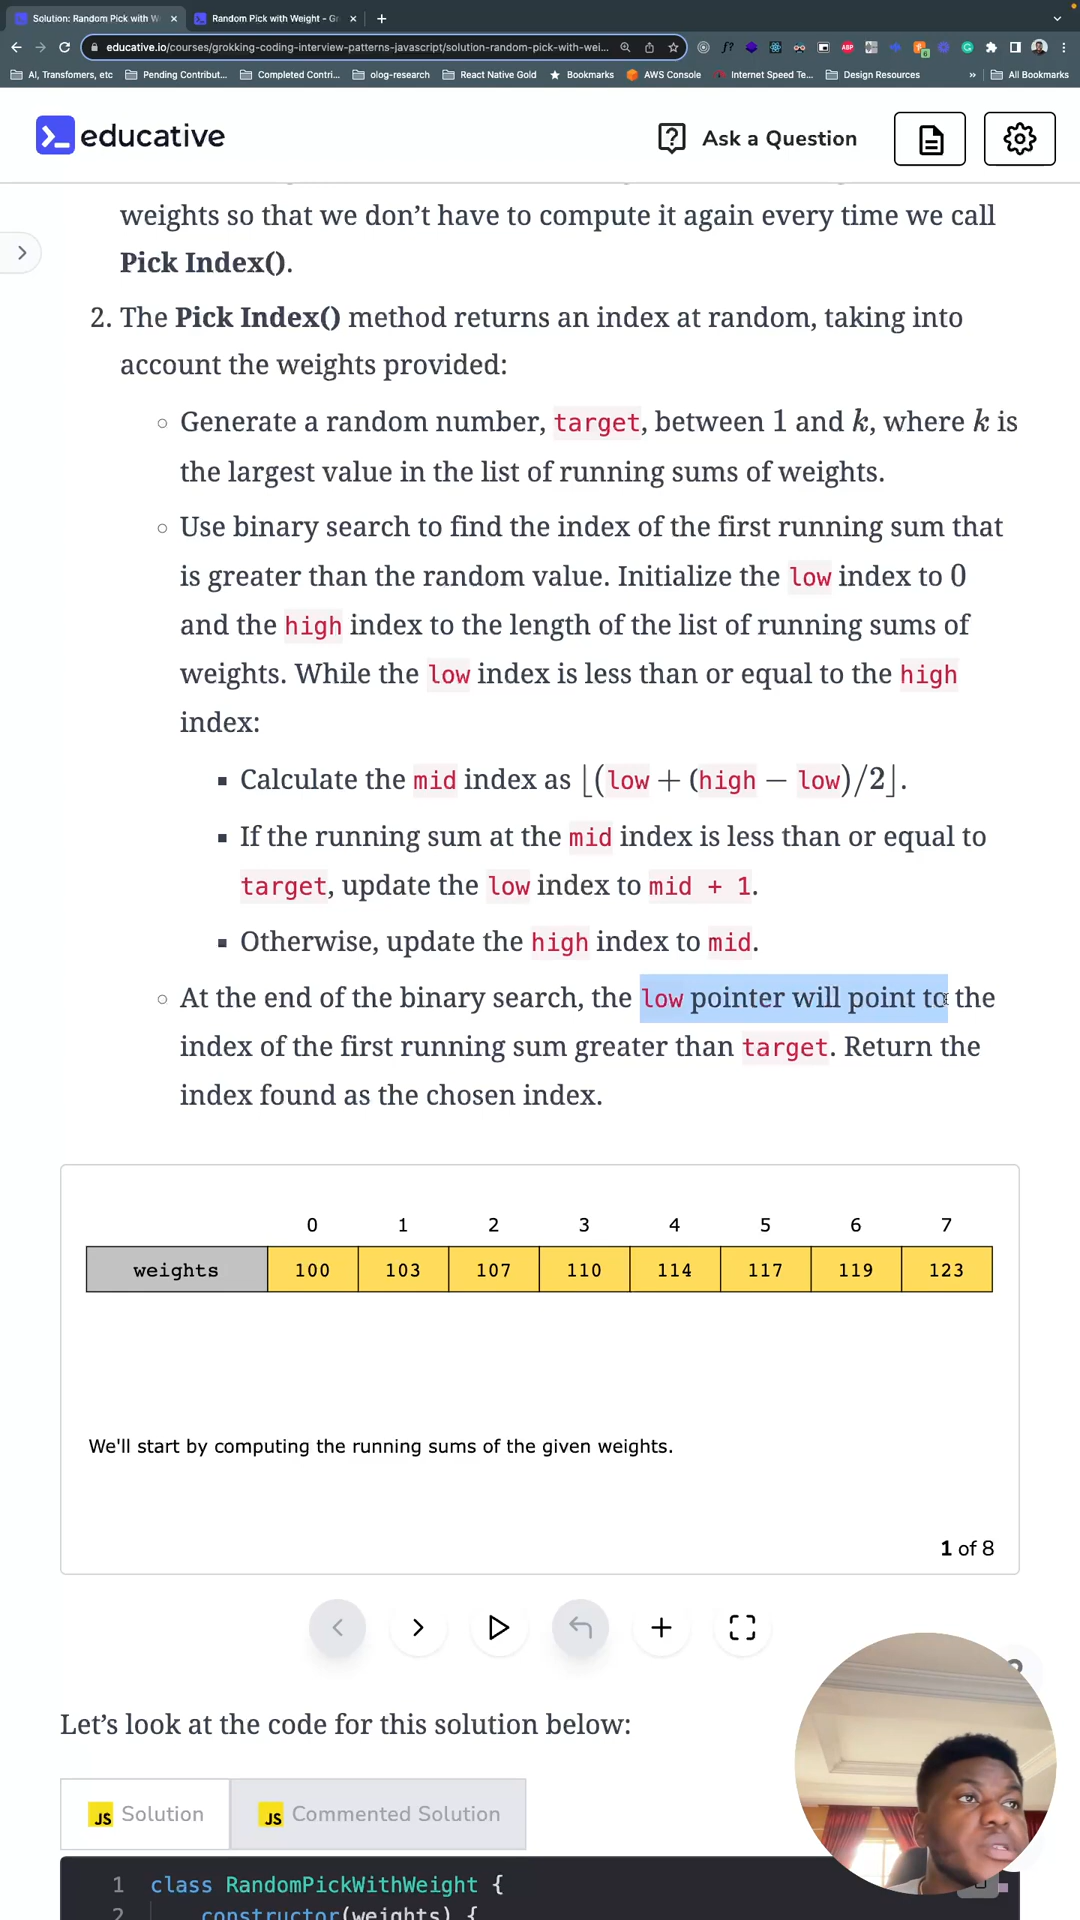 Solution: Random Pick with W
Random Pick with Weight - Gr
educative.io/courses/grokking-coding-interview-patterns-javascript/solution-random-pick-with-wei...
AI, Transfomers, etc
Pending Contribut...
Completed Contri...
olog-research
React Native Gold
Bookmarks
AWS Console
Internet Speed Te...
Design Resources
»
All Bookmarks
educative
Ask a Question
weights so that we don’t have to compute it again every time we call
Pick Index().
2. The Pick Index() method returns an index at random, taking into
account the weights provided:
Generate a random number, target, between 1 and k, where k is
the largest value in the list of running sums of weights.
Use binary search to find the index of the first running sum that
is greater than the random value. Initialize the low index to 0
and the high index to the length of the list of running sums of
weights. While the low index is less than or equal to the high
index:
Calculate the mid index as ⌊(low + (high − low)/2⌋.
If the running sum at the mid index is less than or equal to
target, update the low index to mid + 1.
Otherwise, update the high index to mid.
At the end of the binary search, the low pointer will point to the
index of the first running sum greater than target. Return the
index found as the chosen index.
0 1 2 3 4 5 6 7
weights 100 103 107 110 114 117 119 123
We'll start by computing the running sums of the given weights.
1 of 8
Let’s look at the code for this solution below:
JS Solution
JS Commented Solution
1 class RandomPickWithWeight {
2 constructor(weights) {